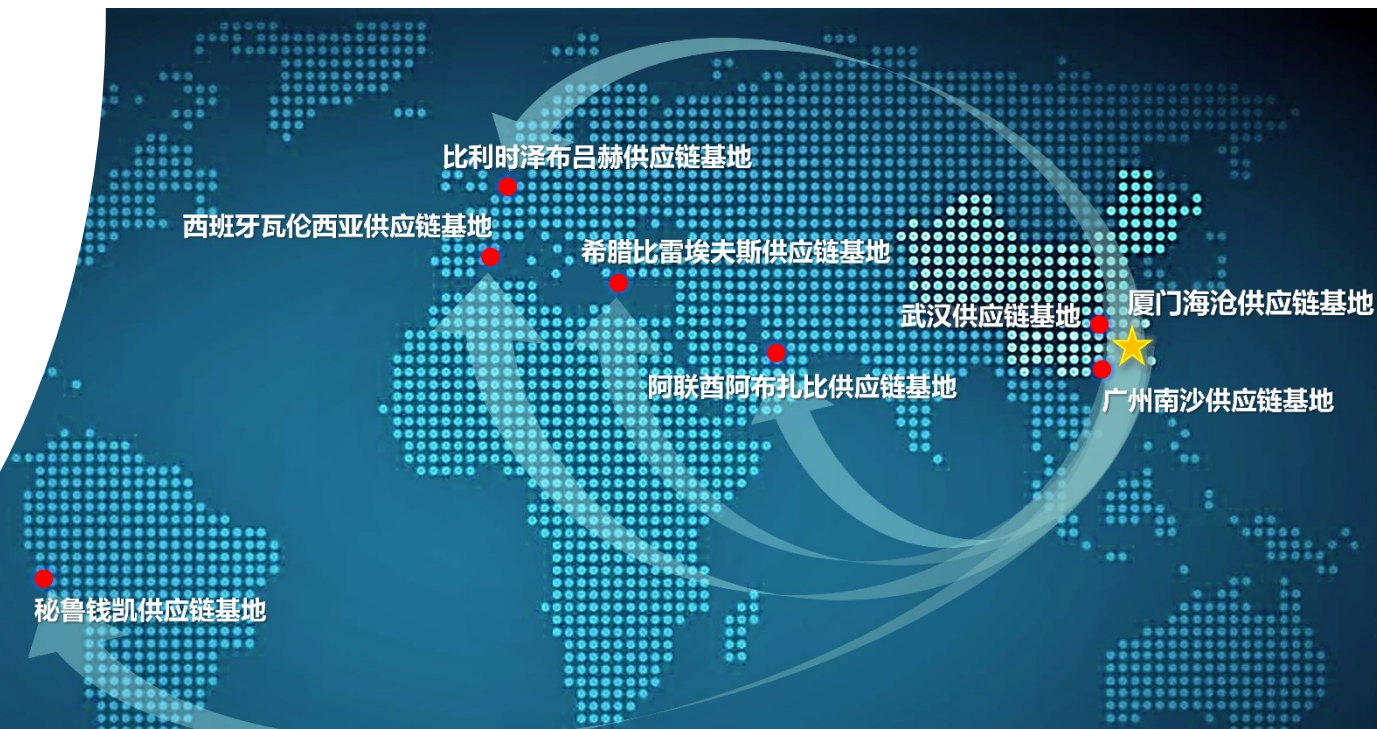 比利时泽布吕赫供应链基地
西班牙瓦伦西亚供应链基地
希腊比雷埃夫斯供应链基地
厦门海沧供应链基地
武汉供应链基地
阿联酋阿布扎比供应链基地
广州南沙供应链基地
秘鲁钱凯供应链基地